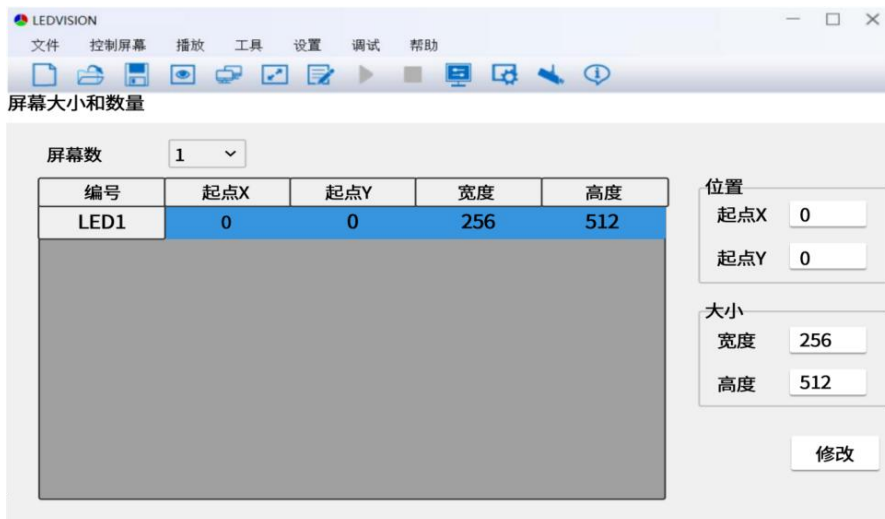 LEDVISION
文件 控制屏幕 播放 工具 设置 调试 帮助
屏幕大小和数量
屏幕数 1
编号 起点X 起点Y 宽度 高度
LED1 0 0 256 512
位置
起点X 0
起点Y 0
大小
宽度 256
高度 512
修改